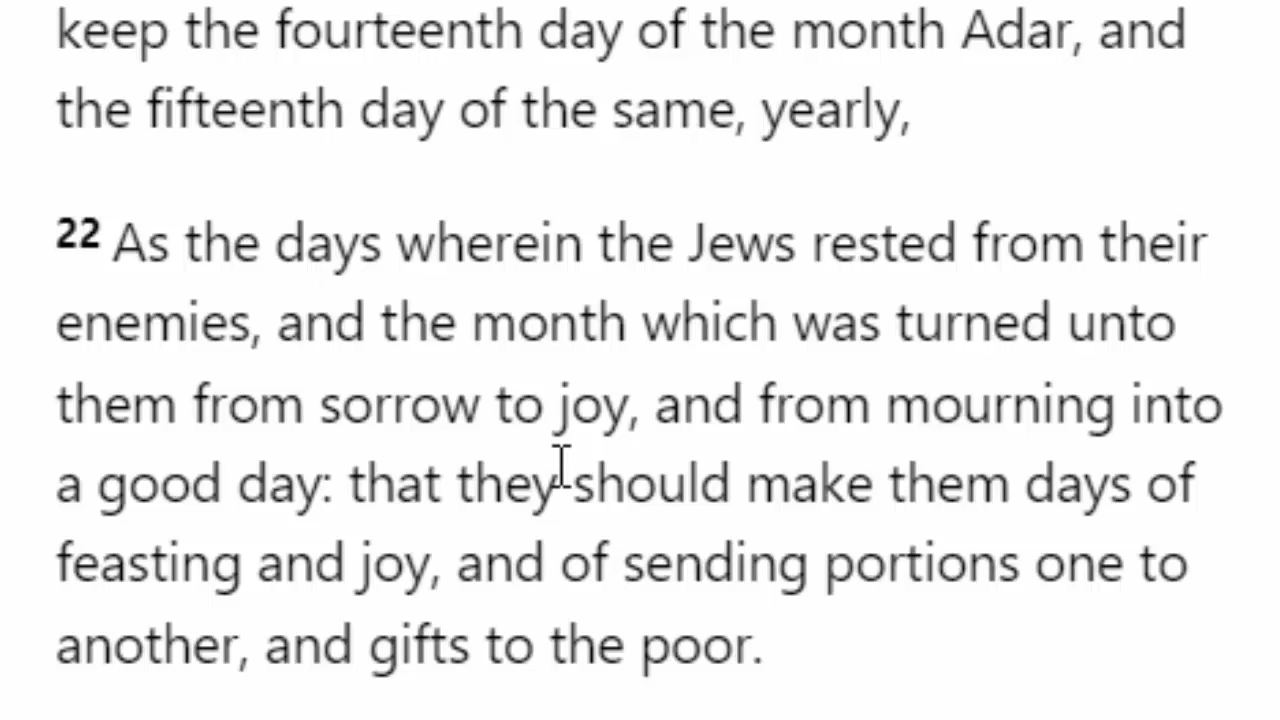 keep the fourteenth day of the month Adar, and
the fifteenth day of the same, yearly,
22 As the days wherein the Jews rested from their
enemies, and the month which was turned unto
them from sorrow to joy, and from mourning into
a good day: that they should make them days of
feasting and joy, and of sending portions one to
another, and gifts to the poor.